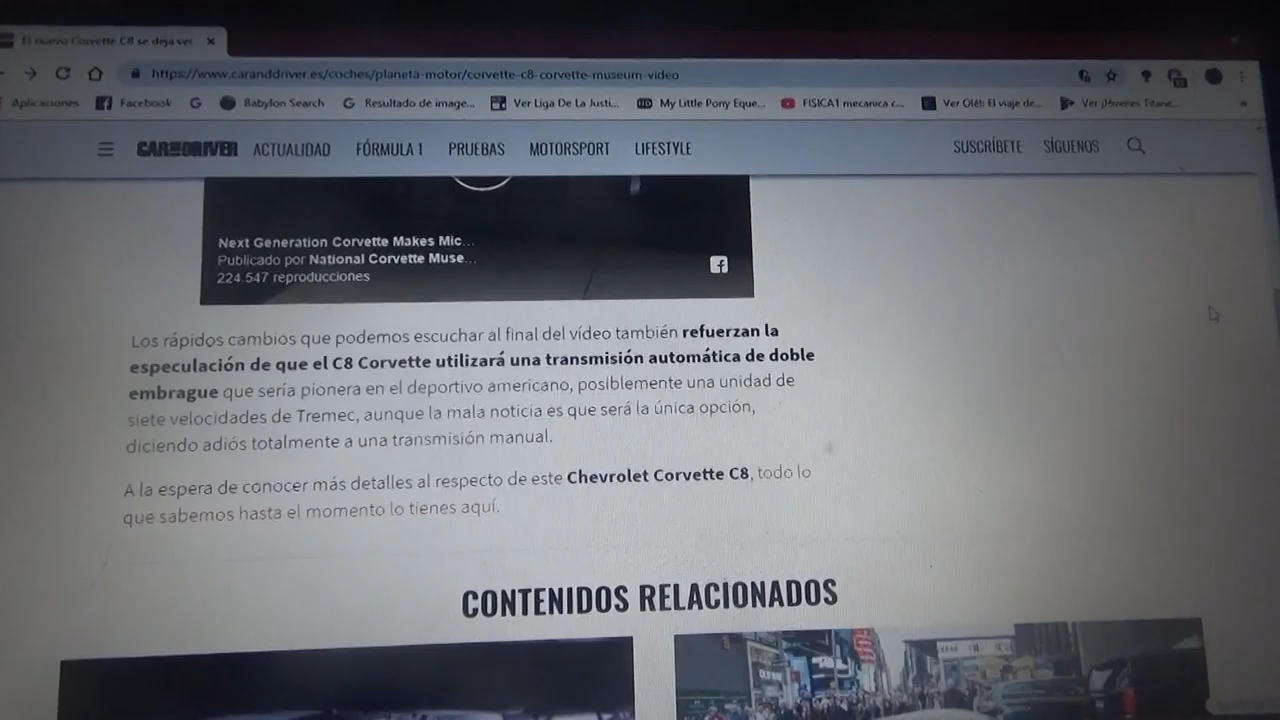 El nuevo Corvette C8 se deja ver
https://www.caranddriver.es/coches/planeta-motor/corvette-c8-corvette-museum-video
Aplicaciones Facebook Babylon Search Resultado de image... Ver Liga De La Justi... My Little Pony Eque... FISICA1 mecanica c... Ver Olé!: El viaje de... Ver ¡Jóvenes Titane...
CAR AND DRIVER ACTUALIDAD FÓRMULA 1 PRUEBAS MOTORSPORT LIFESTYLE SUSCRÍBETE SÍGUENOS
Next Generation Corvette Makes Mic...
Publicado por National Corvette Muse...
224.547 reproducciones
Los rápidos cambios que podemos escuchar al final del vídeo también refuerzan la
especulación de que el C8 Corvette utilizará una transmisión automática de doble
embrague que sería pionera en el deportivo americano, posiblemente una unidad de
siete velocidades de Tremec, aunque la mala noticia es que será la única opción,
diciendo adiós totalmente a una transmisión manual.
A la espera de conocer más detalles al respecto de este Chevrolet Corvette C8, todo lo
que sabemos hasta el momento lo tienes aquí.
CONTENIDOS RELACIONADOS